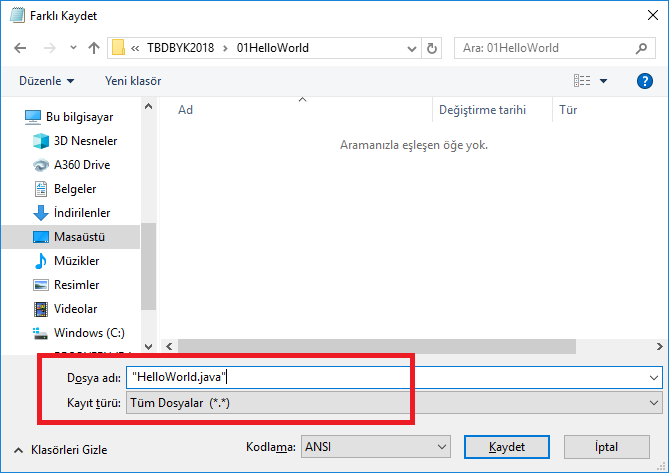 Farklı Kaydet
« TBDBYK2018 > 01HelloWorld
Ara: 01HelloWorld
Düzenle
Yeni klasör
?
Ad
Değiştirme tarihi
Tür
Aramanızla eşleşen öğe yok.
Bu bilgisayar
3D Nesneler
A360 Drive
Belgeler
İndirilenler
Masaüstü
Müzikler
Resimler
Videolar
Windows (C:)
Dosya adı: "HelloWorld.java"
Kayıt türü: Tüm Dosyalar (*.*)
Klasörleri Gizle
Kodlama: ANSI
Kaydet
İptal